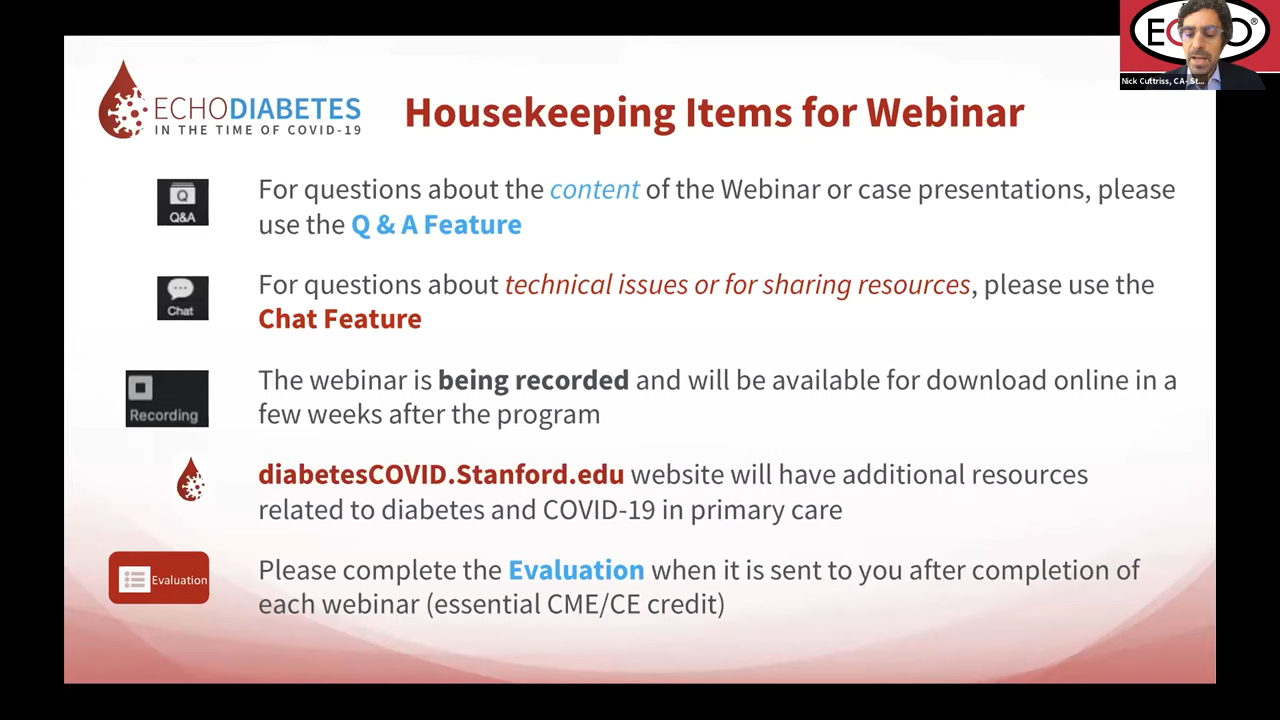 ECHODIABETES
IN THE TIME OF COVID-19
Housekeeping Items for Webinar
Q
Q&A
For questions about the content of the Webinar or case presentations, please
use the Q & A Feature
Chat
For questions about technical issues or for sharing resources, please use the
Chat Feature
Recording
The webinar is being recorded and will be available for download online in a
few weeks after the program
diabetesCOVID.Stanford.edu website will have additional resources
related to diabetes and COVID-19 in primary care
Evaluation
Please complete the Evaluation when it is sent to you after completion of
each webinar (essential CME/CE credit)
Nick Cuttriss, CA- St...